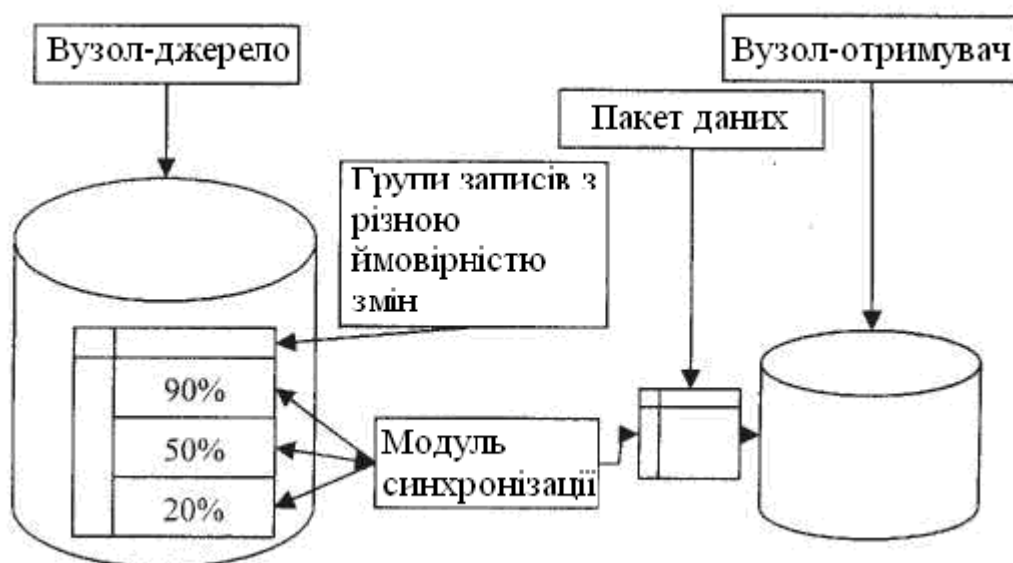 Вузол-джерело
Вузол-отримувач
Пакет даних
Групи записів з
різною
ймовірністю
змін
90%
50%
20%
Модуль
синхронізації